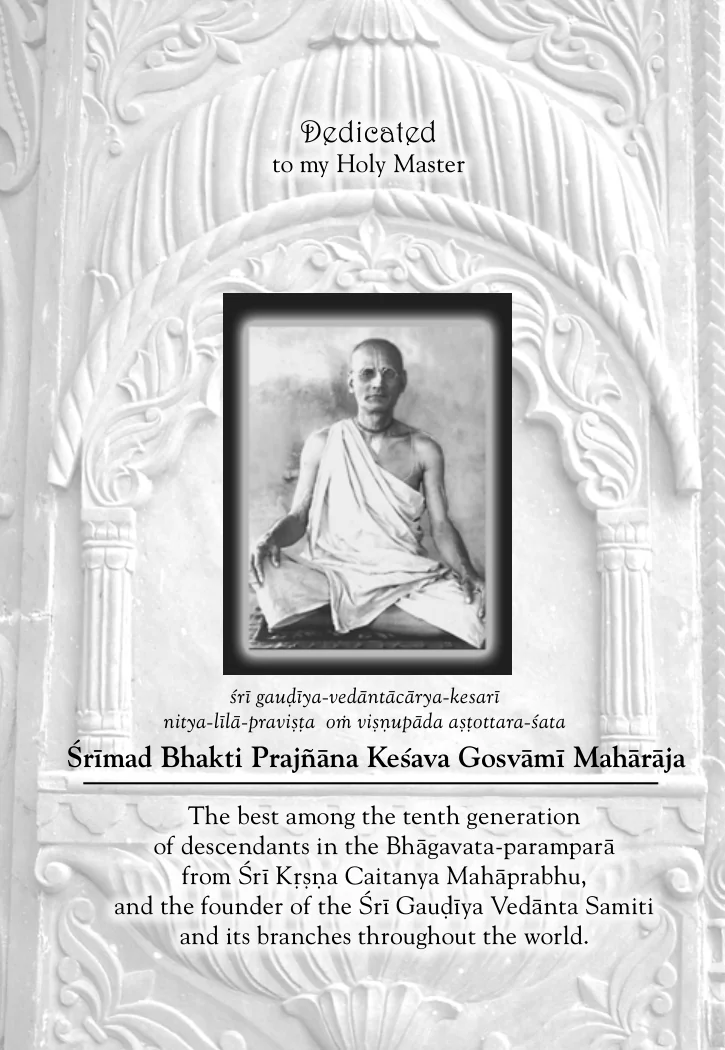 Dedicated
to my Holy Master
śrī gauḍīya-vedāntācārya-kesarī
nitya-līlā-praviṣṭa oṁ viṣṇupāda aṣṭottara-śata
Śrīmad Bhakti Prajñāna Keśava Gosvāmī Mahārāja
The best among the tenth generation
of descendants in the Bhāgavata-paramparā
from Śrī Kṛṣṇa Caitanya Mahāprabhu,
and the founder of the Śrī Gauḍīya Vedānta Samiti
and its branches throughout the world.